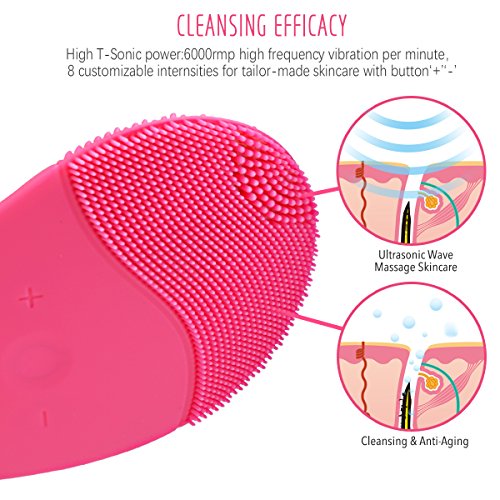 CLEANSING EFFICACY
High T-Sonic power:6000rmp high frequency vibration per minute,
8 customizable internsities for tailor-made skincare with button'+''-'
+
-
Ultrasonic Wave
Massage Skincare
Cleansing & Anti-Aging